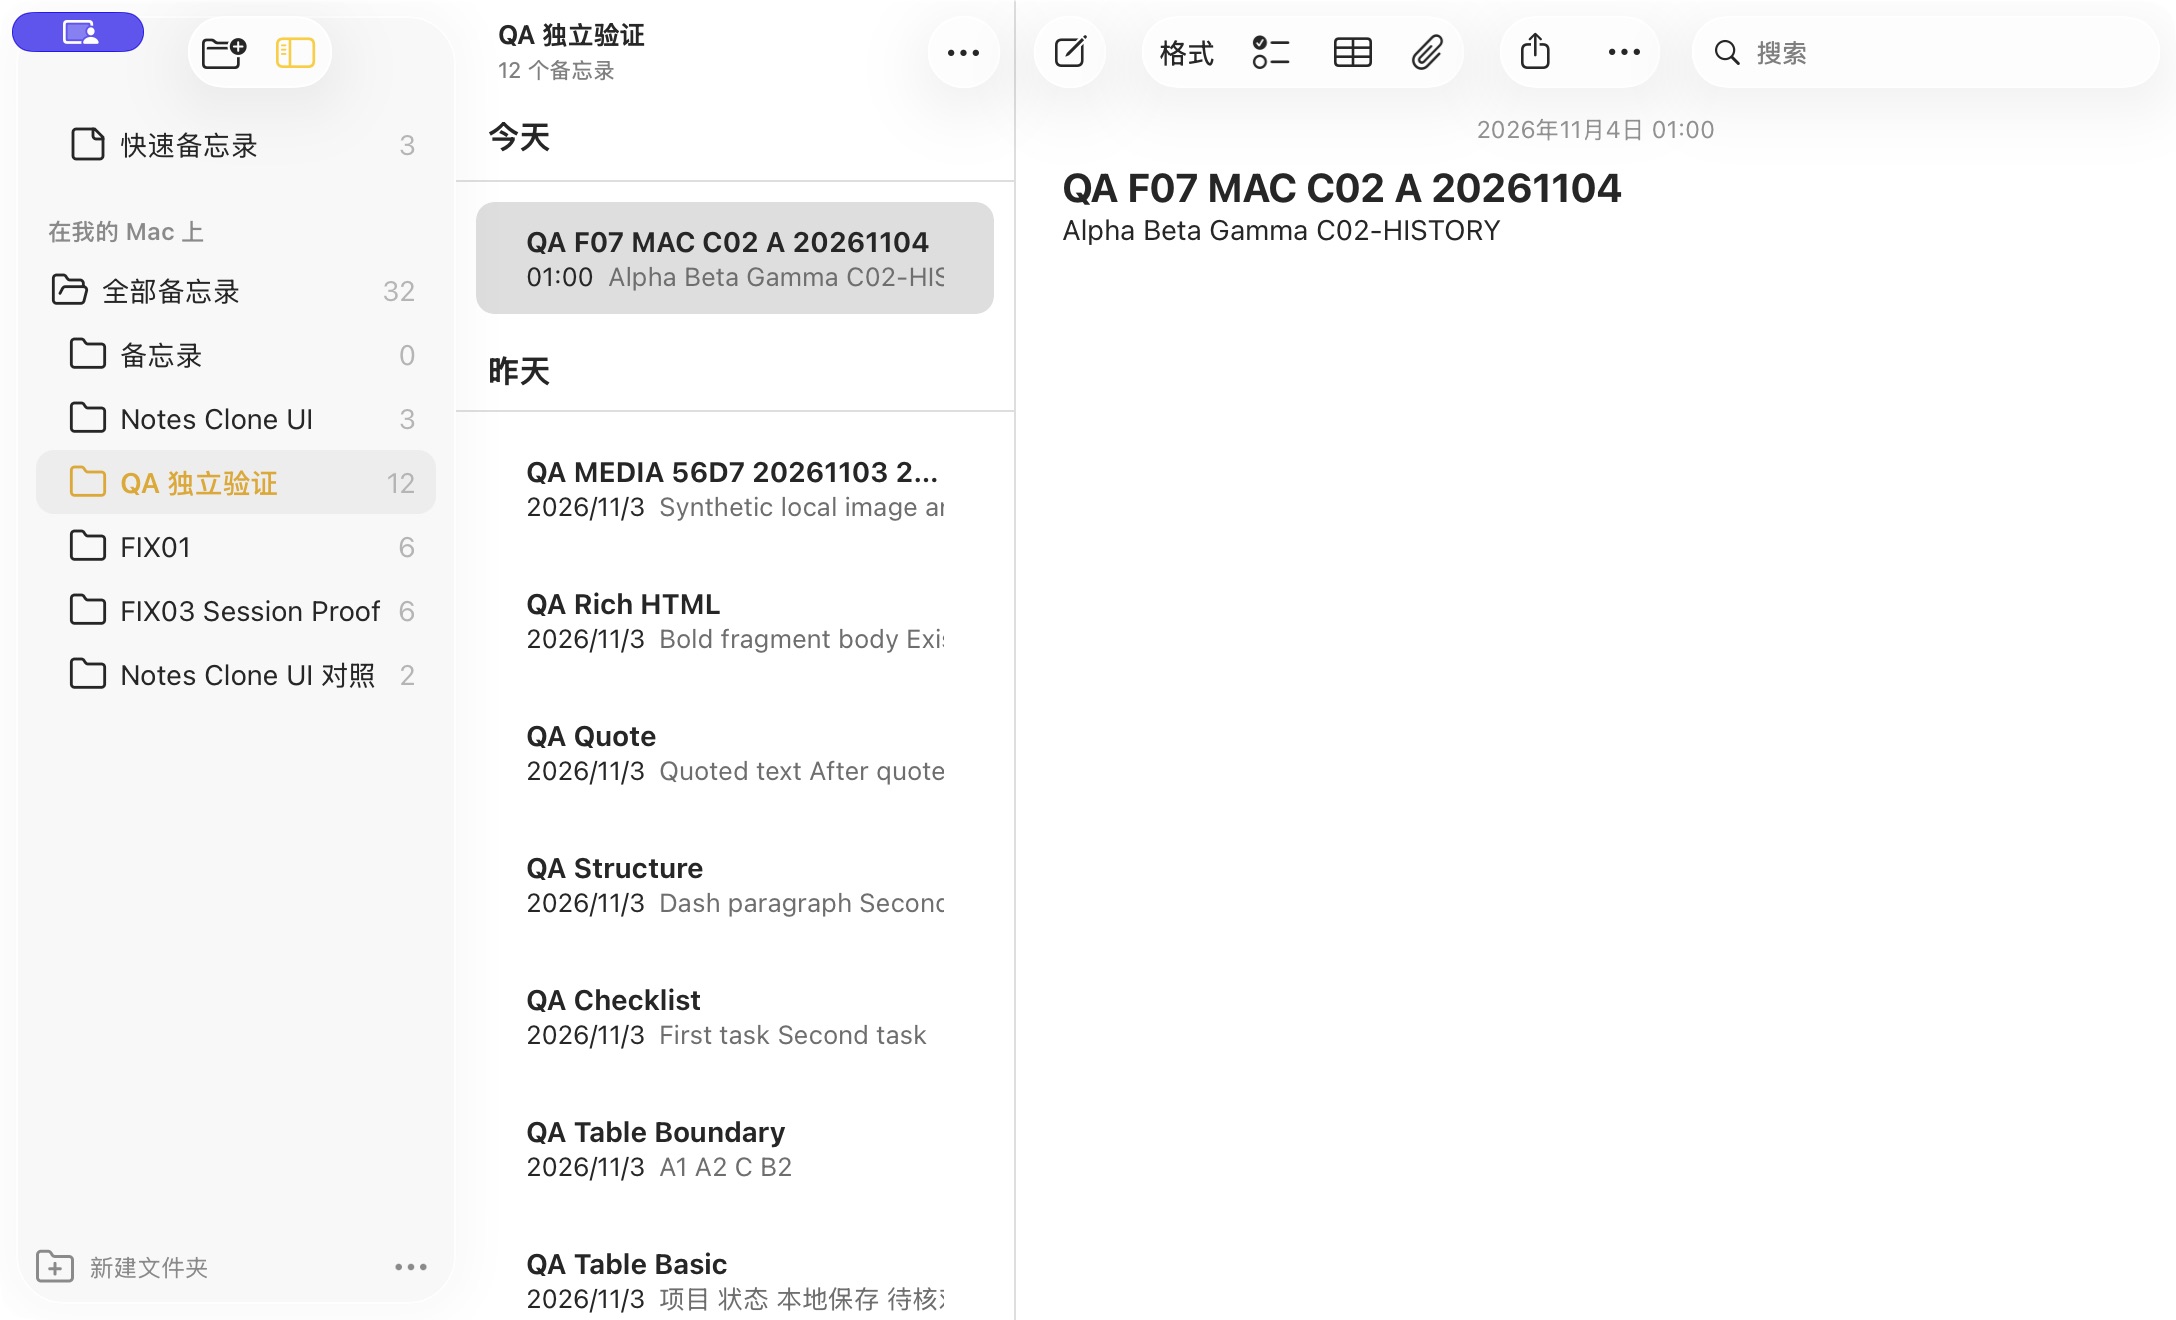 快速备忘录 3
在我的 Mac 上
全部备忘录 32
备忘录 0
Notes Clone UI 3
QA 独立验证 12
FIX01 6
FIX03 Session Proof 6
Notes Clone UI 对照 2
新建文件夹
QA 独立验证
12 个备忘录
今天
QA F07 MAC C02 A 20261104
01:00 Alpha Beta Gamma C02-HIS
昨天
QA MEDIA 56D7 20261103 2...
2026/11/3 Synthetic local image
QA Rich HTML
2026/11/3 Bold fragment body
QA Quote
2026/11/3 Quoted text After quote
QA Structure
2026/11/3 Dash paragraph Second
QA Checklist
2026/11/3 First task Second task
QA Table Boundary
2026/11/3 A1 A2 C B2
QA Table Basic
2026/11/3 项目 状态 本地保存 待核
格式
搜索
2026年11月4日 01:00
QA F07 MAC C02 A 20261104
Alpha Beta Gamma C02-HISTORY